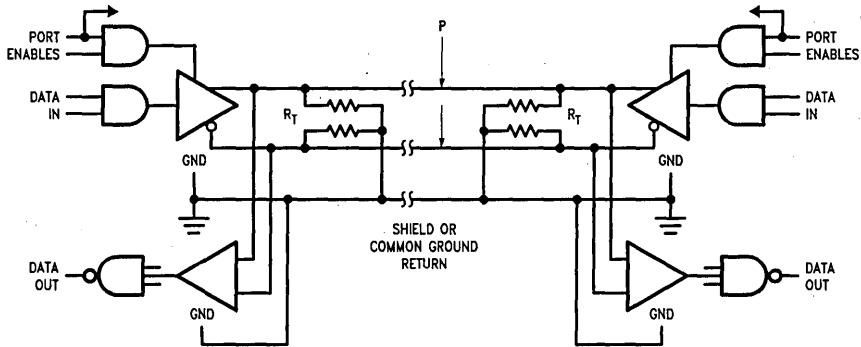 PORT
ENABLES
DATA
IN
GND
R_T
P
R_T
PORT
ENABLES
DATA
IN
GND
SHIELD OR
COMMON GROUND
RETURN
DATA
OUT
GND
GND
DATA
OUT